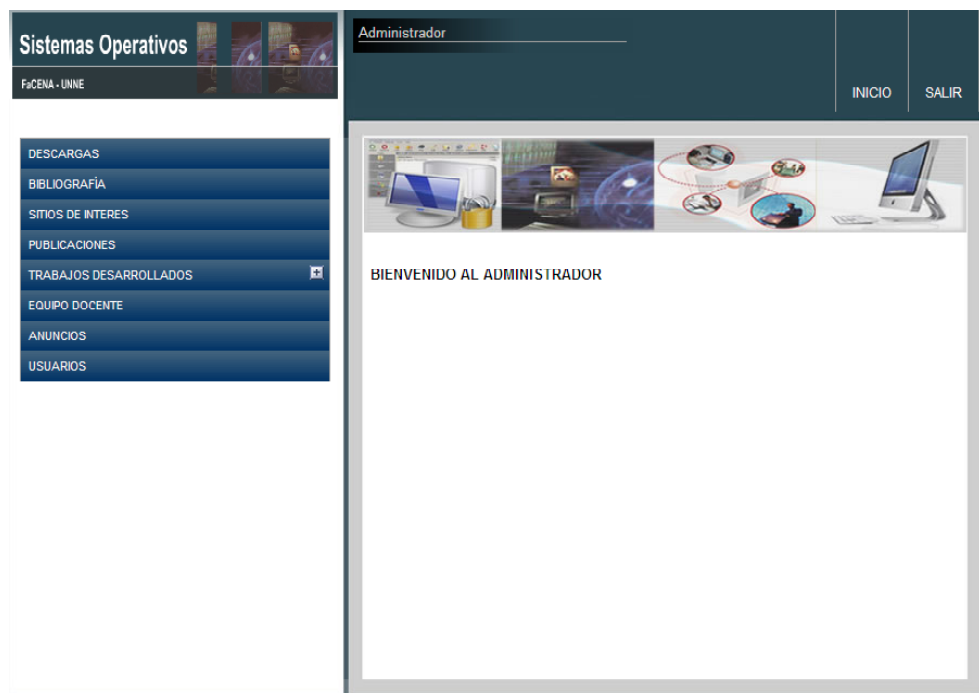 Sistemas Operativos
FaCENA - UNNE
Administrador
INICIO
SALIR
DESCARGAS
BIBLIOGRAFÍA
SITIOS DE INTERES
PUBLICACIONES
TRABAJOS DESARROLLADOS
EQUIPO DOCENTE
ANUNCIOS
USUARIOS
BIENVENIDO AL ADMINISTRADOR